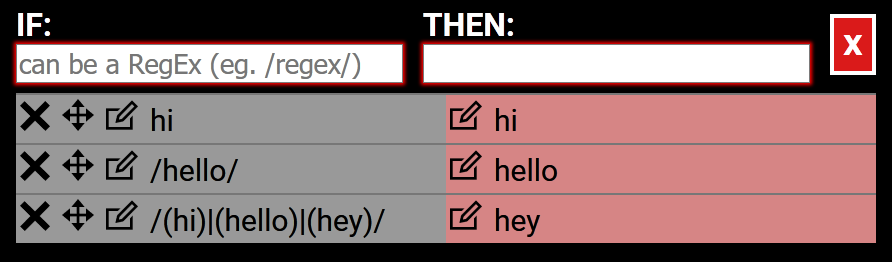 IF: THEN:
X
can be a RegEx (eg. /regex/)
hi hi
/hello/ hello
/(hi)|(hello)|(hey)/ hey